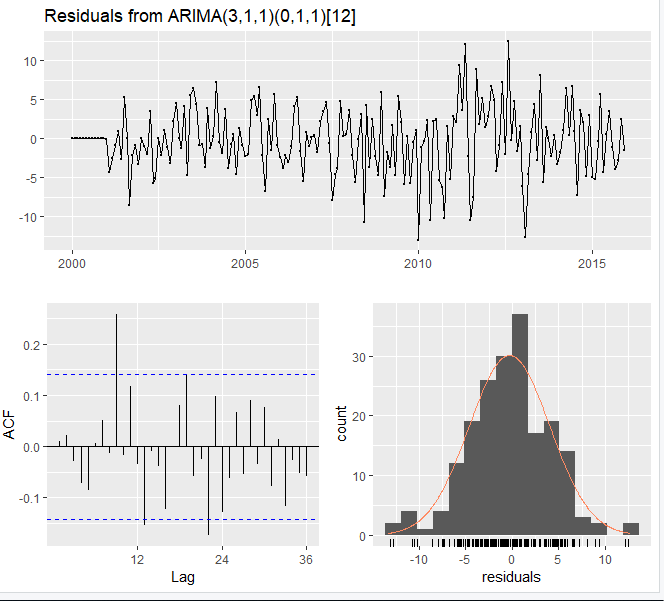 Residuals from ARIMA(3,1,1)(0,1,1)[12]
10
5
0
-5
-10
2000 2005 2010 2015
ACF
0.2
0.1
0.0
-0.1
12 24 36
Lag
count
30
20
10
0
-10 -5 0 5 10
residuals